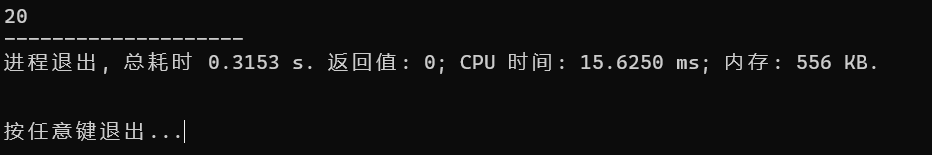 20
--------------------
进程退出, 总耗时 0.3153 s. 返回值: 0; CPU 时间: 15.6250 ms; 内存: 556 KB.
按任意键退出...